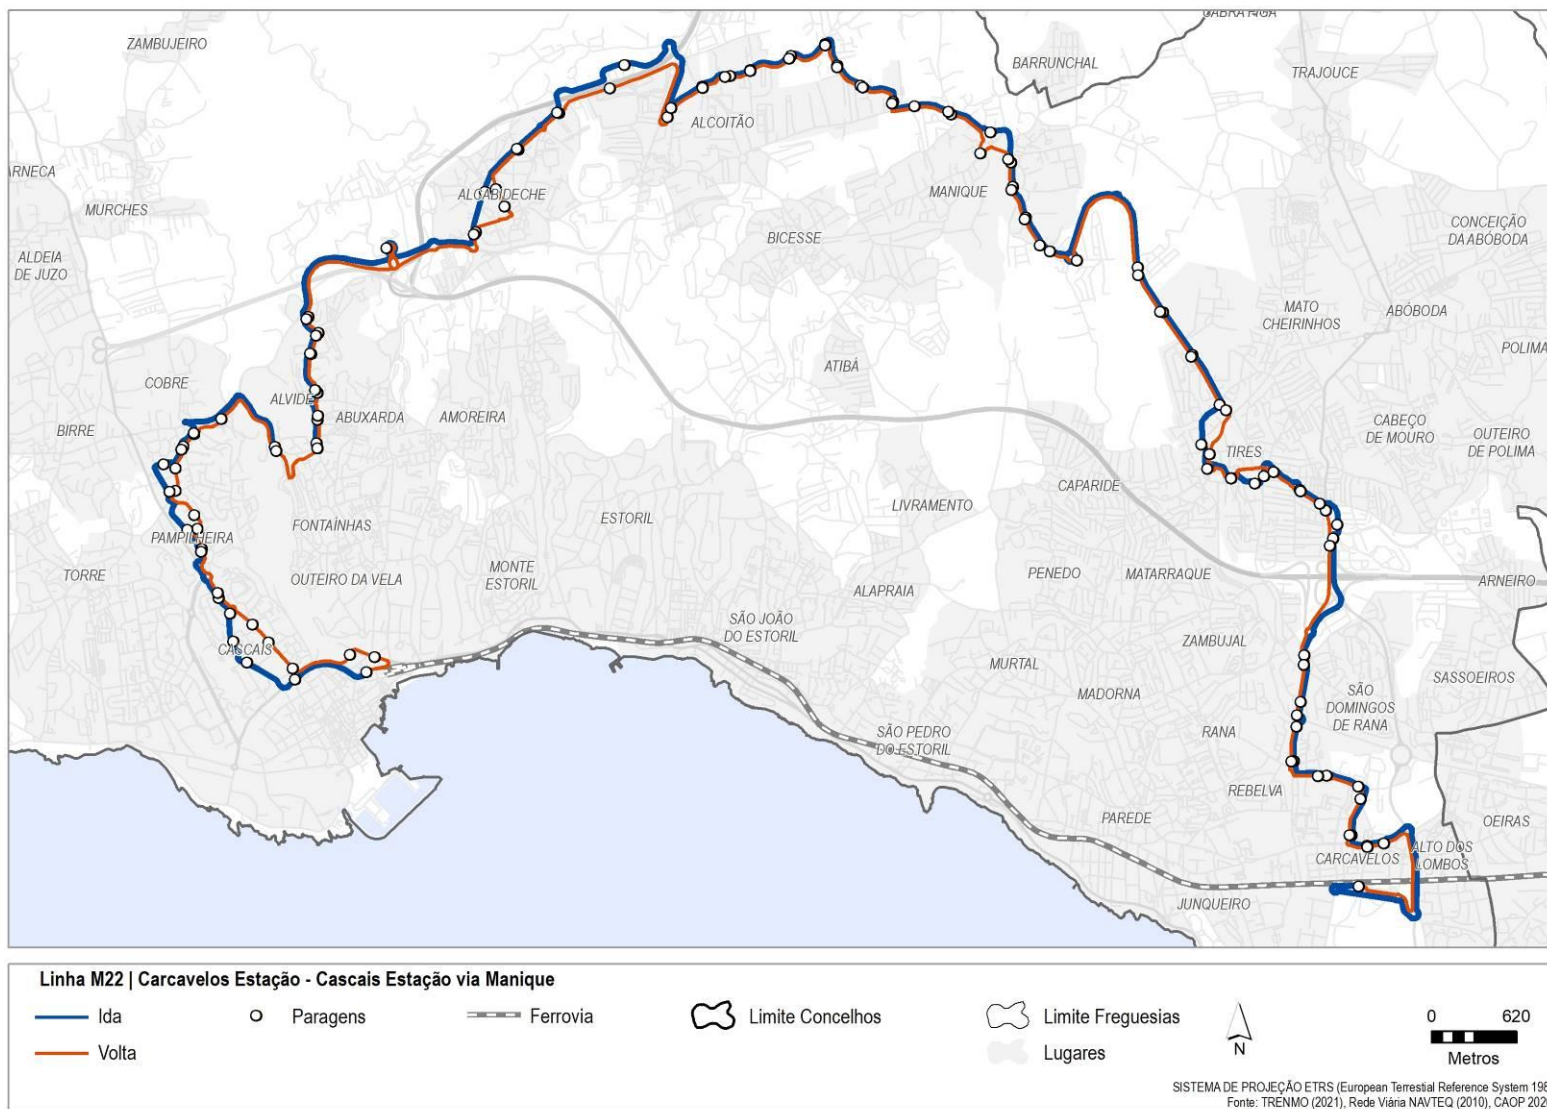 CABRA FIGA
ZAMBUJEIRO
BARRUNCHAL
TRAJOUCE
ALCOITÃO
ARNECA
ALCABIDECHE
MANIQUE
MURCHES
CONCEIÇÃO
DA ABÓBODA
BICESSE
ALDEIA
DE JUZO
MATO
CHEIRINHOS
ABÓBODA
POLIMA
ATIBÁ
COBRE
ALVIDE
ABUXARDA
AMOREIRA
CABEÇO
DE MOURO
BIRRE
OUTEIRO
DE POLIMA
TIRES
CAPARIDE
LIVRAMENTO
ESTORIL
FONTAÍNHAS
PAMPILHEIRA
TORRE
OUTEIRO DA VELA
MONTE
ESTORIL
PENEDO
MATARRAQUE
ARNEIRO
ALAPRAIA
SÃO JOÃO
DO ESTORIL
ZAMBUJAL
CASCAIS
MURTAL
SASSOEIROS
MADORNA
SÃO
DOMINGOS
DE RANA
RANA
SÃO PEDRO
DO ESTORIL
REBELVA
PAREDE
OEIRAS
CARCAVELOS
ALTO DOS
LOMBOS
JUNQUEIRO
Linha M22 | Carcavelos Estação - Cascais Estação via Manique
Ida
Paragens
Ferrovia
Limite Concelhos
Limite Freguesias
N
0 620
Metros
Volta
Lugares
SISTEMA DE PROJEÇÃO ETRS (European Terrestial Reference System 198
Fonte: TRENMO (2021), Rede Viária NAVTEQ (2010), CAOP 202